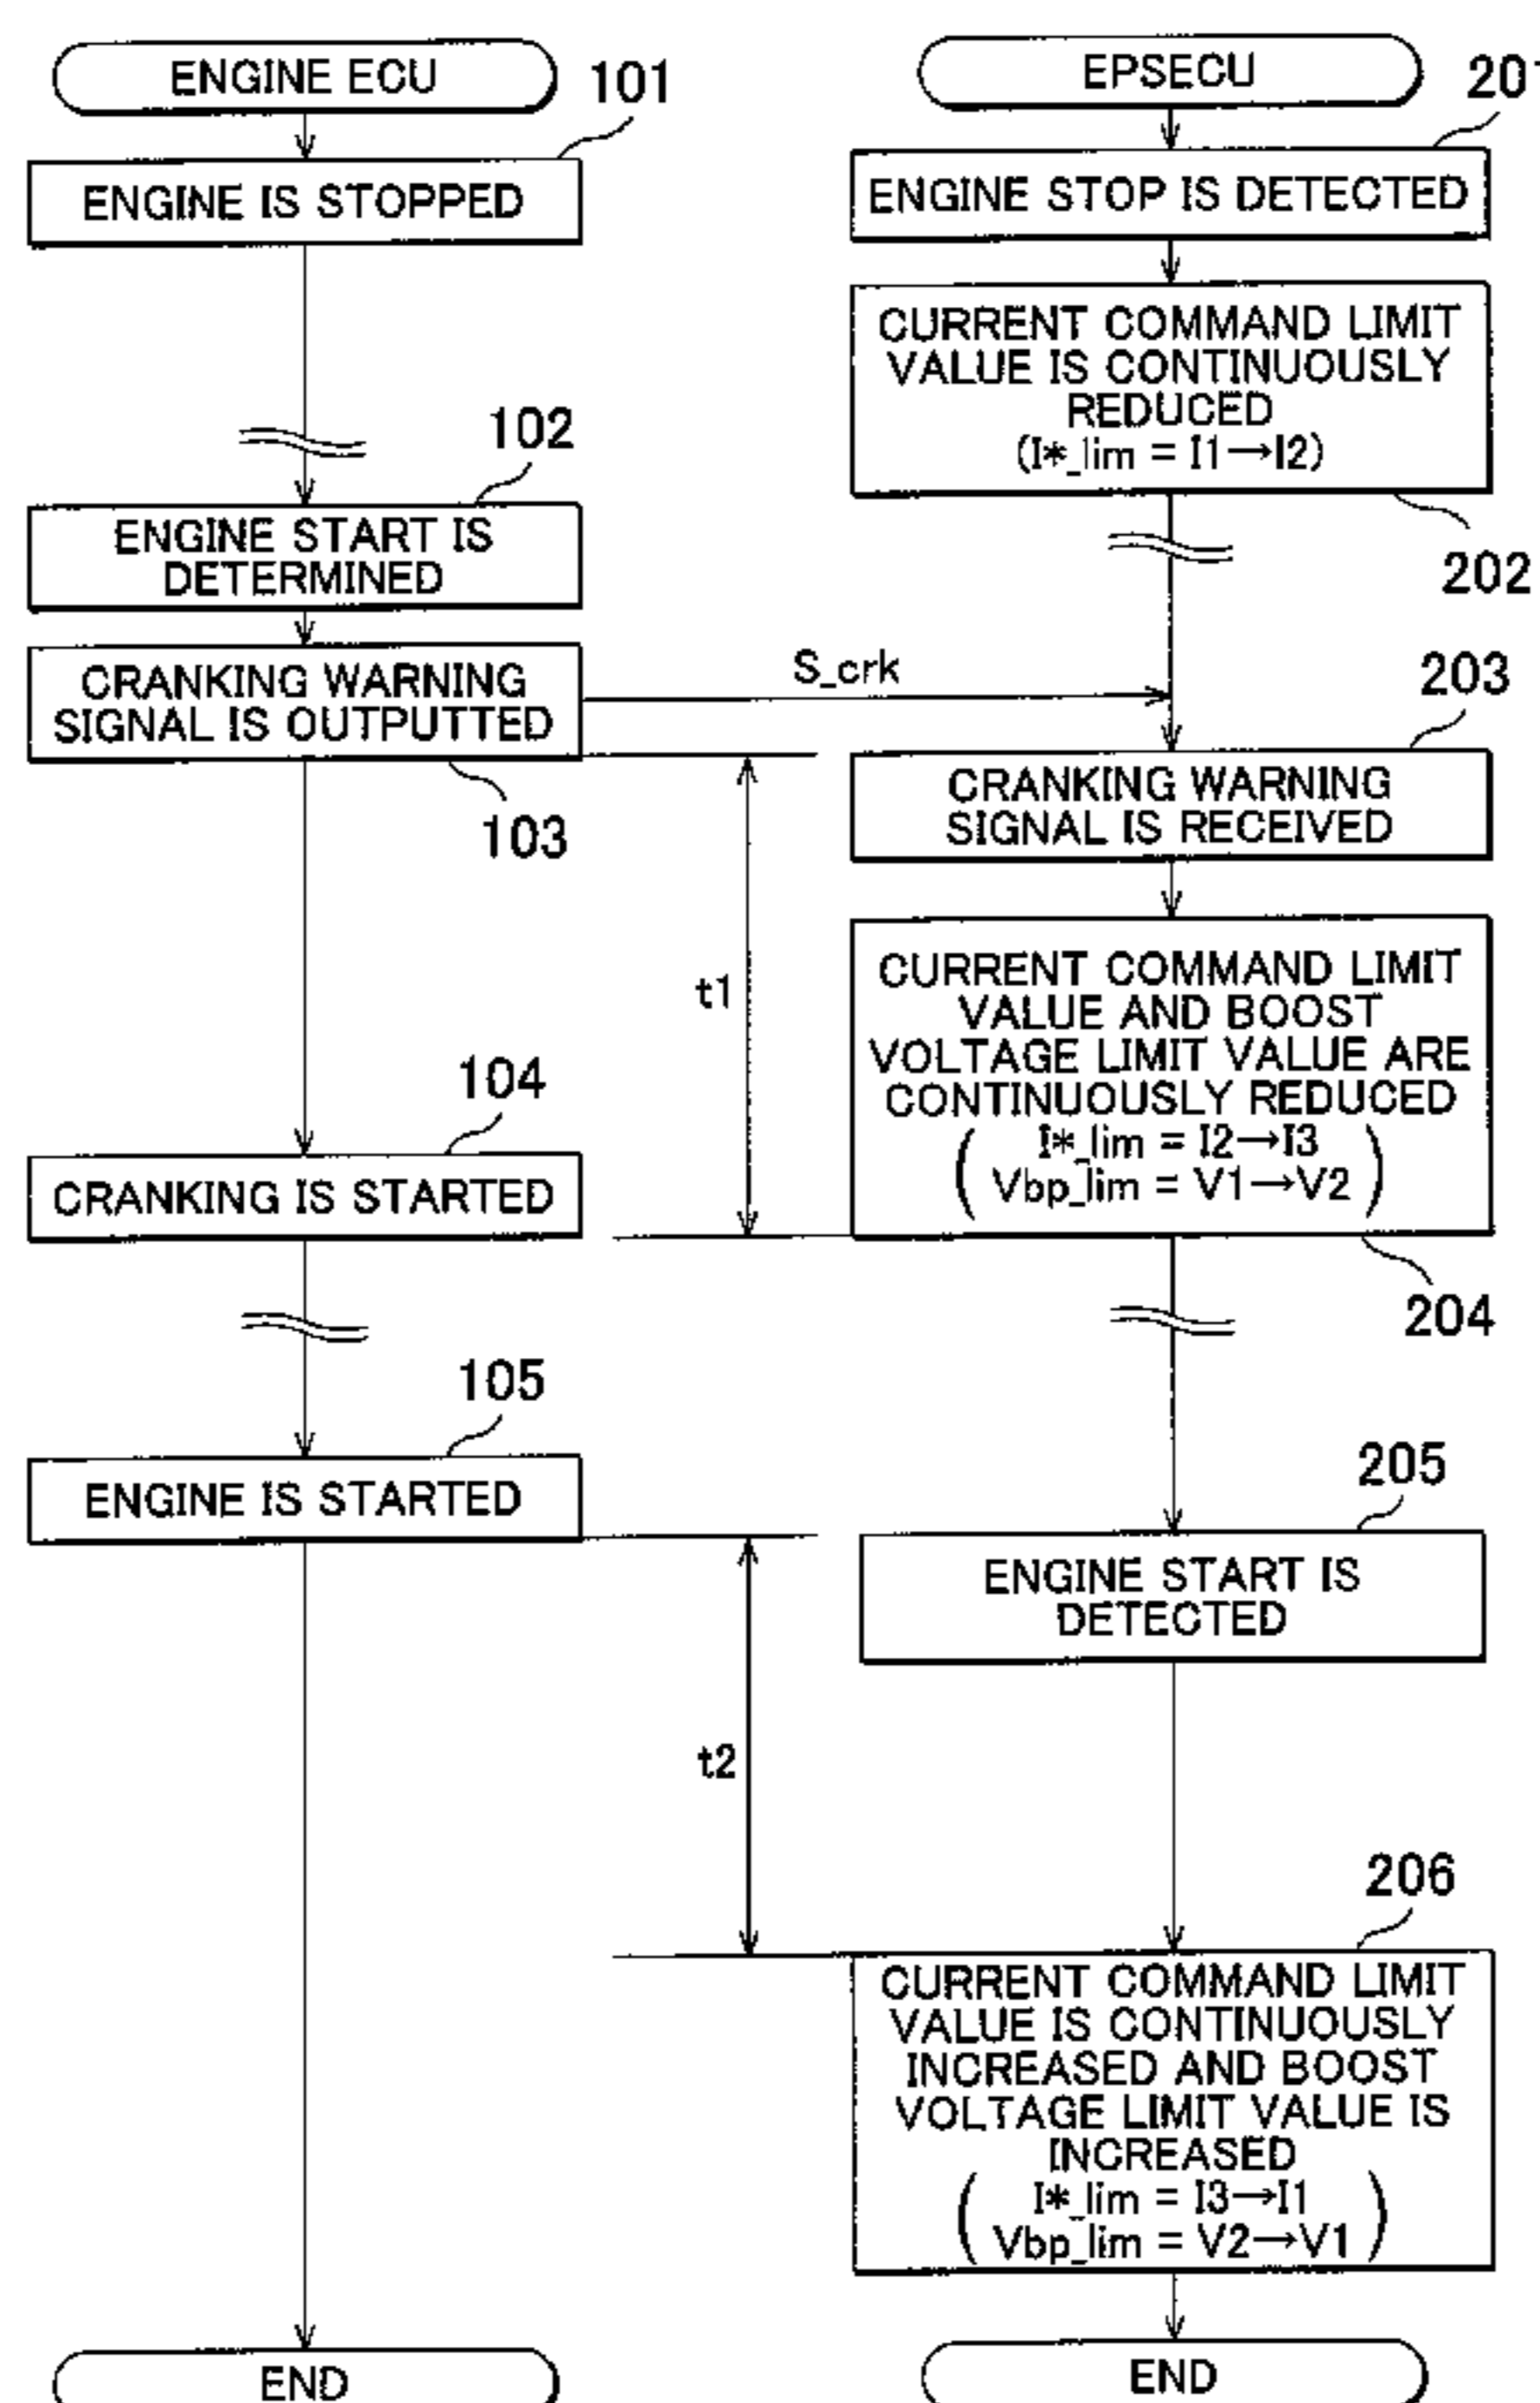 ENGINE ECU
101
ENGINE IS STOPPED
102
ENGINE START IS
DETERMINED
CRANKING WARNING
SIGNAL IS OUTPUTTED
103
S_crk
t1
104
CRANKING IS STARTED
105
ENGINE IS STARTED
t2
END
EPSECU
201
ENGINE STOP IS DETECTED
CURRENT COMMAND LIMIT
VALUE IS CONTINUOUSLY
REDUCED
(I*_lim = I1→I2)
202
203
CRANKING WARNING
SIGNAL IS RECEIVED
CURRENT COMMAND LIMIT
VALUE AND BOOST
VOLTAGE LIMIT VALUE ARE
CONTINUOUSLY REDUCED
(I*_lim = I2→I3
Vbp_lim = V1→V2)
204
205
ENGINE START IS
DETECTED
206
CURRENT COMMAND LIMIT
VALUE IS CONTINUOUSLY
INCREASED AND BOOST
VOLTAGE LIMIT VALUE IS
INCREASED
(I*_lim = I3→I1
Vbp_lim = V2→V1)
END